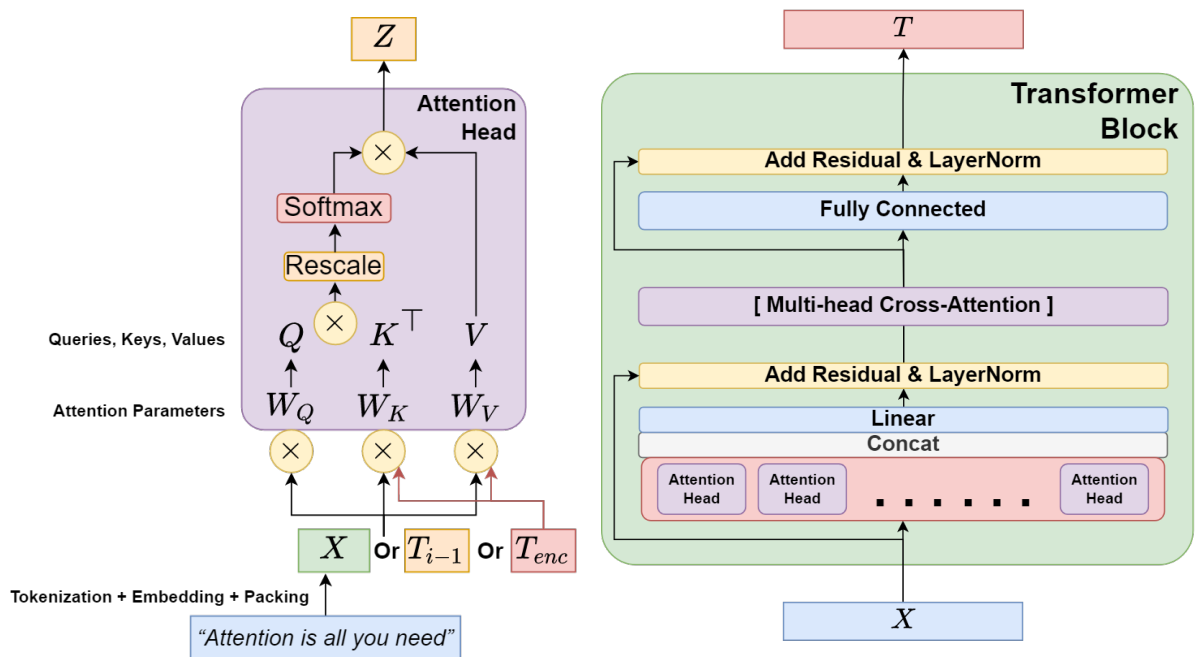 Z
Attention
Head
×
Softmax
Rescale
×
Queries, Keys, Values
Q
K⊤
V
Attention Parameters
W_Q
W_K
W_V
×
×
×
X
Or
T_{i−1}
Or
T_{enc}
Tokenization + Embedding + Packing
“Attention is all you need”
T
Transformer
Block
Add Residual & LayerNorm
Fully Connected
[ Multi-head Cross-Attention ]
Add Residual & LayerNorm
Linear
Concat
Attention
Head
Attention
Head
. . . . . .
Attention
Head
X